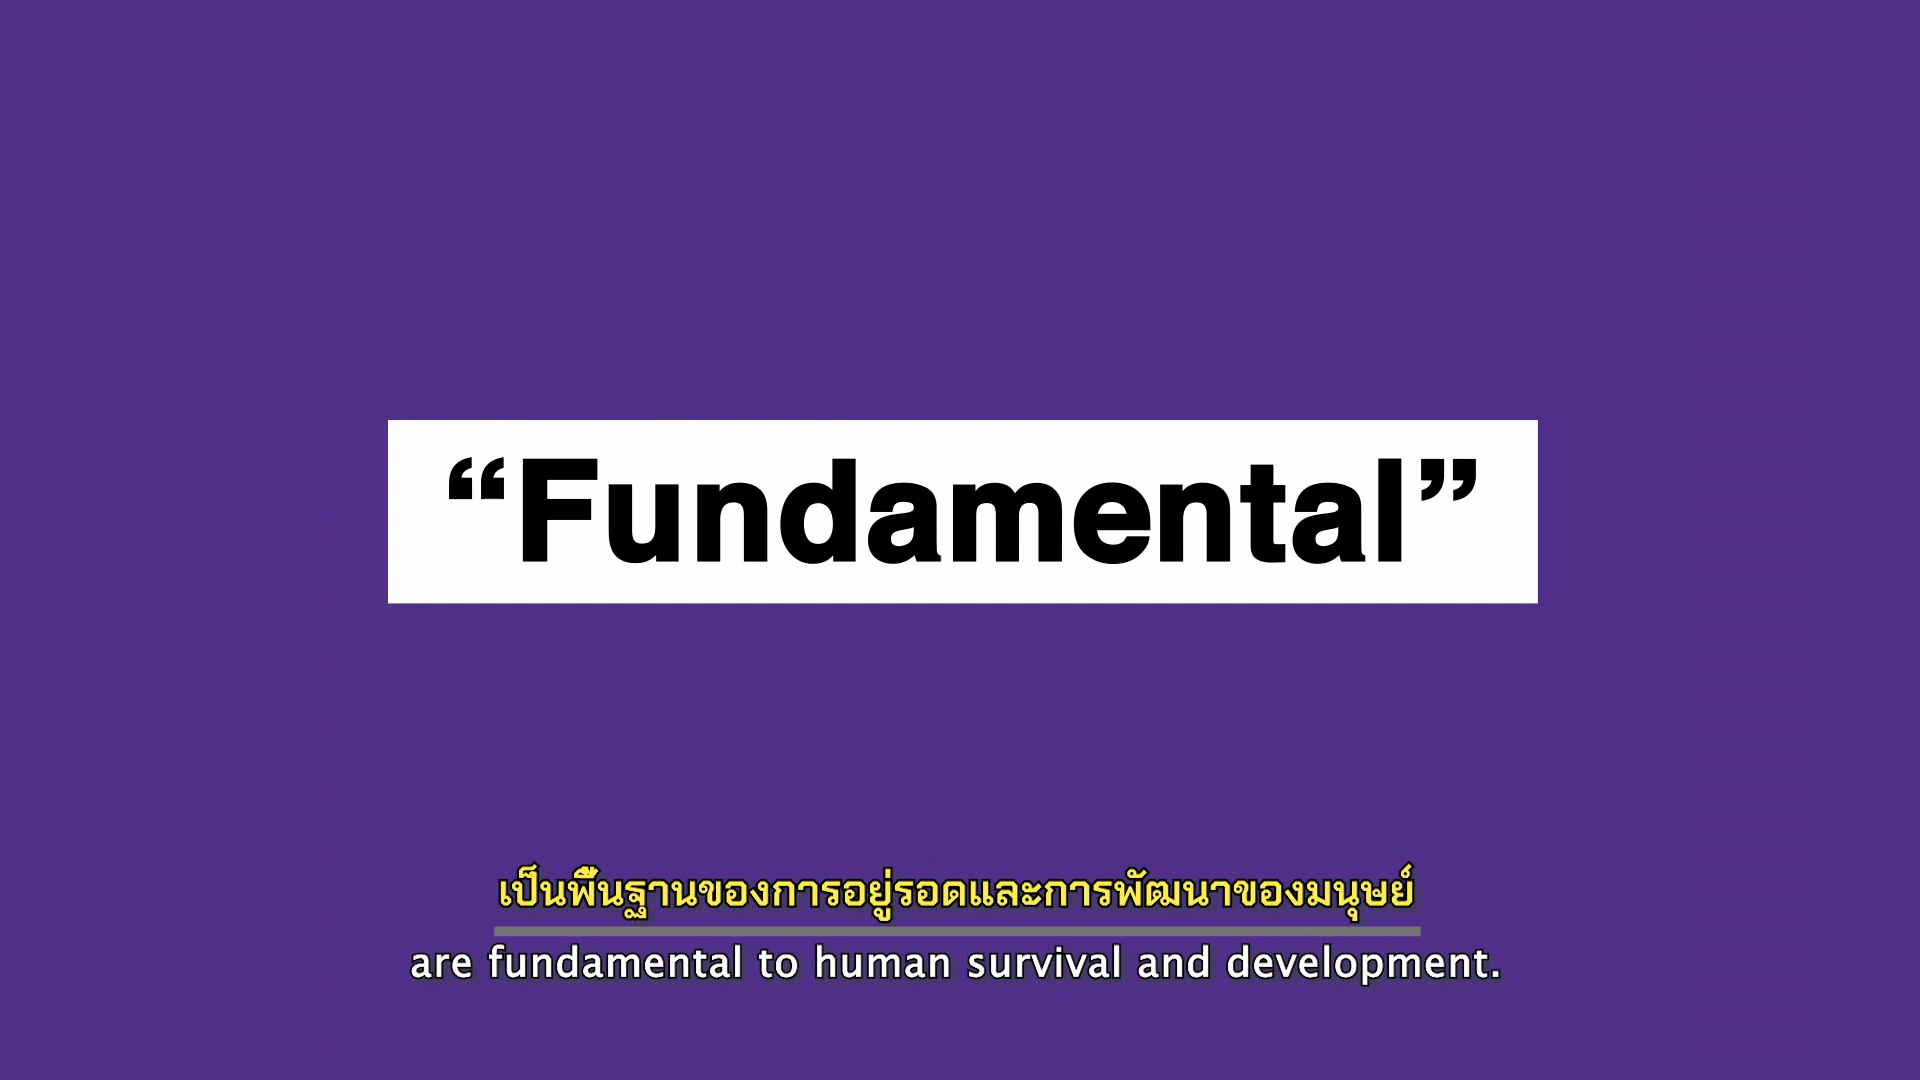 “Fundamental”
เป็นพื้นฐานของการอยู่รอดและการพัฒนาของมนุษย์
are fundamental to human survival and development.